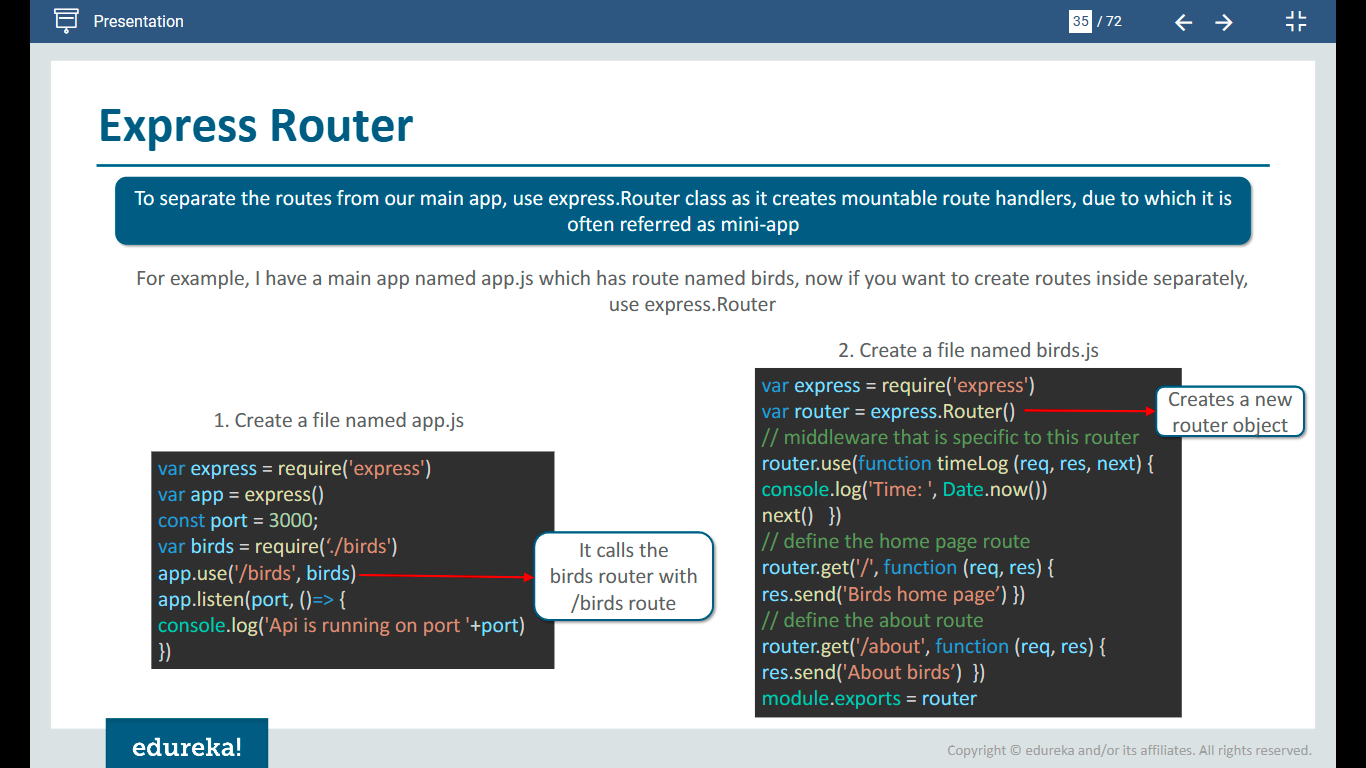 Presentation
35 / 72
Express Router
To separate the routes from our main app, use express.Router class as it creates mountable route handlers, due to which it is
often referred as mini-app
For example, I have a main app named app.js which has route named birds, now if you want to create routes inside separately,
use express.Router
1. Create a file named app.js
var express = require('express')
var app = express()
const port = 3000;
var birds = require(‘./birds')
app.use('/birds', birds)
app.listen(port, ()=> {
console.log('Api is running on port '+port)
})
It calls the
birds router with
/birds route
2. Create a file named birds.js
var express = require('express')
var router = express.Router()
// middleware that is specific to this router
router.use(function timeLog (req, res, next) {
console.log('Time: ', Date.now())
next()   })
// define the home page route
router.get('/', function (req, res) {
res.send('Birds home page’) })
// define the about route
router.get('/about', function (req, res) {
res.send('About birds’)  })
module.exports = router
Creates a new
router object
edureka!
Copyright © edureka and/or its affiliates. All rights reserved.